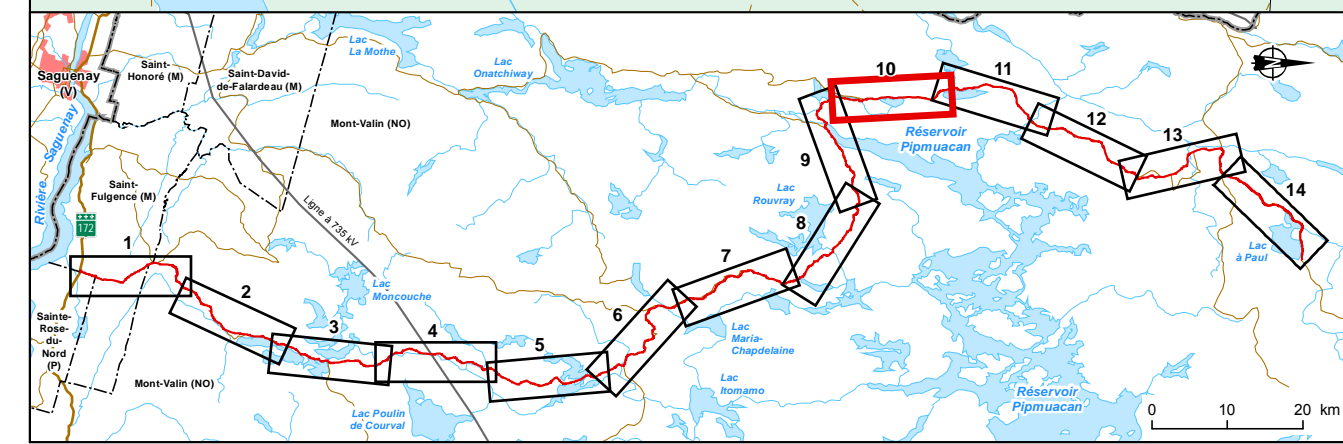 Saguenay
(V)
Saint-
Honoré (M)
Saint-David-
de-Falardeau (M)
Mont-Valin (NO)
Lac
La Mothe
Lac
Onatchiway
10
11
12
13
14
N
Réservoir
Pipmuacan
9
Lac
Rouvray
8
7
Rivière Saguenay
Saint-
Fulgence (M)
172
Ligne à 735 kV
1
2
3
4
5
6
Lac
Moncouche
Lac
à Paul
Sainte-
Rose-
du-
Nord
(P)
Mont-Valin (NO)
Lac Poulin
de Courval
Lac
Maria-
Chapdelaine
Lac
Itomamo
Réservoir
Pipmuacan
0 10 20 km